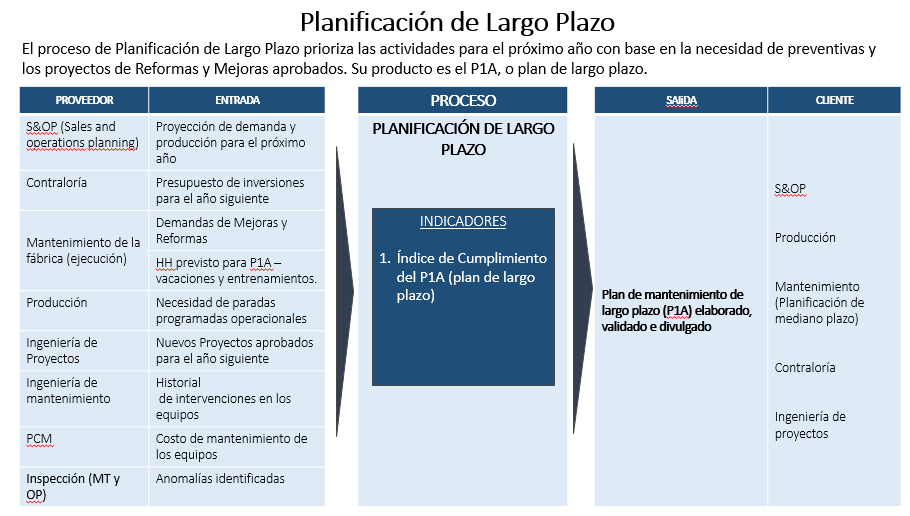 Planificación de Largo Plazo
El proceso de Planificación de Largo Plazo prioriza las actividades para el próximo año con base en la necesidad de preventivas y
los proyectos de Reformas y Mejoras aprobados. Su producto es el P1A, o plan de largo plazo.
PROVEEDOR
ENTRADA
S&OP (Sales and
operations planning)
Proyección de demanda y
producción para el próximo
año
Contraloría
Presupuesto de inversiones
para el año siguiente
Mantenimiento de la
fábrica (ejecución)
Demandas de Mejoras y
Reformas
HH previsto para P1A –
vacaciones y entrenamientos.
Producción
Necesidad de paradas
programadas operacionales
Ingeniería de
Proyectos
Nuevos Proyectos aprobados
para el año siguiente
Ingeniería de
mantenimiento
Historial
de intervenciones en los
equipos
PCM
Costo de mantenimiento de
los equipos
Inspección (MT y
OP)
Anomalías identificadas
PROCESO
PLANIFICACIÓN DE LARGO
PLAZO
INDICADORES
1. Índice de Cumplimiento
del P1A (plan de largo
plazo)
SAliDA
CLIENTE
Plan de mantenimiento de
largo plazo (P1A) elaborado,
validado e divulgado
S&OP
Producción
Mantenimiento
(Planificación de
mediano plazo)
Contraloría
Ingeniería de
proyectos